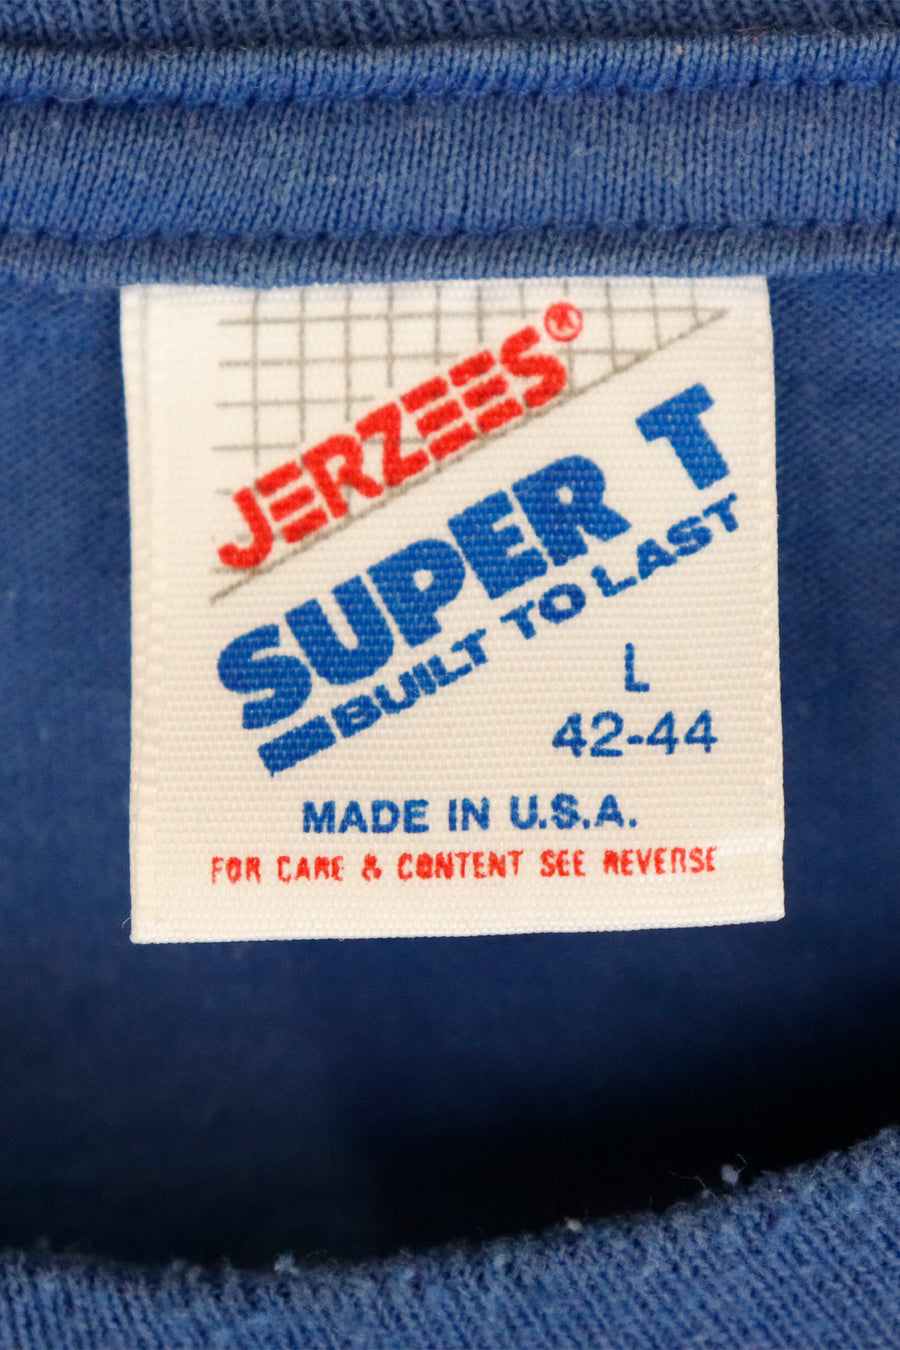 JERZEES®
SUPER T
BUILT TO LAST
L
42-44
MADE IN U.S.A.
FOR CARE & CONTENT SEE REVERSE